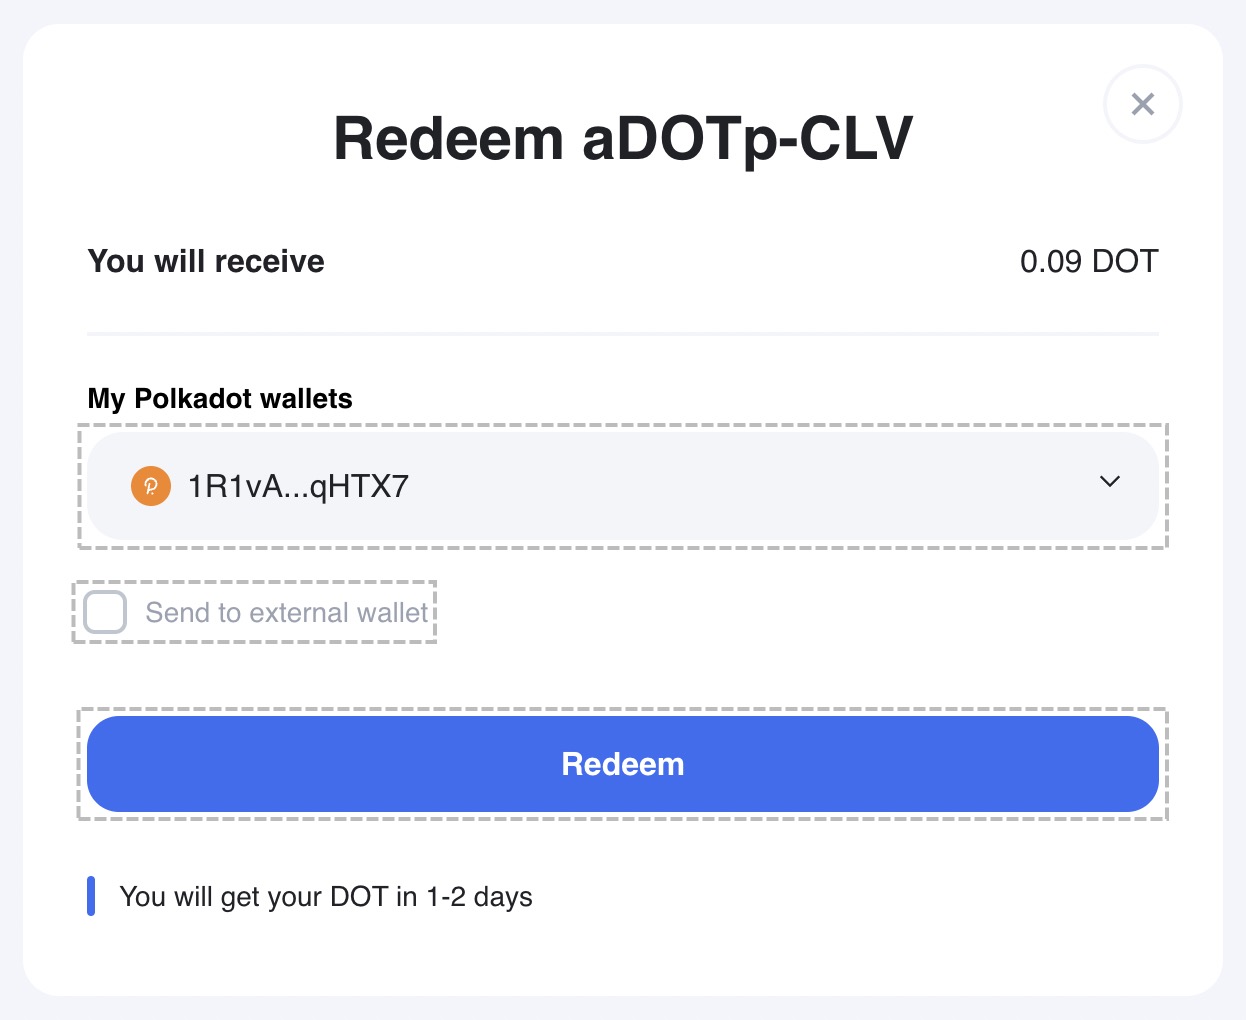 Redeem aDOTp-CLV
You will receive
0.09 DOT
My Polkadot wallets
1R1vA...qHTX7
Send to external wallet
Redeem
You will get your DOT in 1-2 days